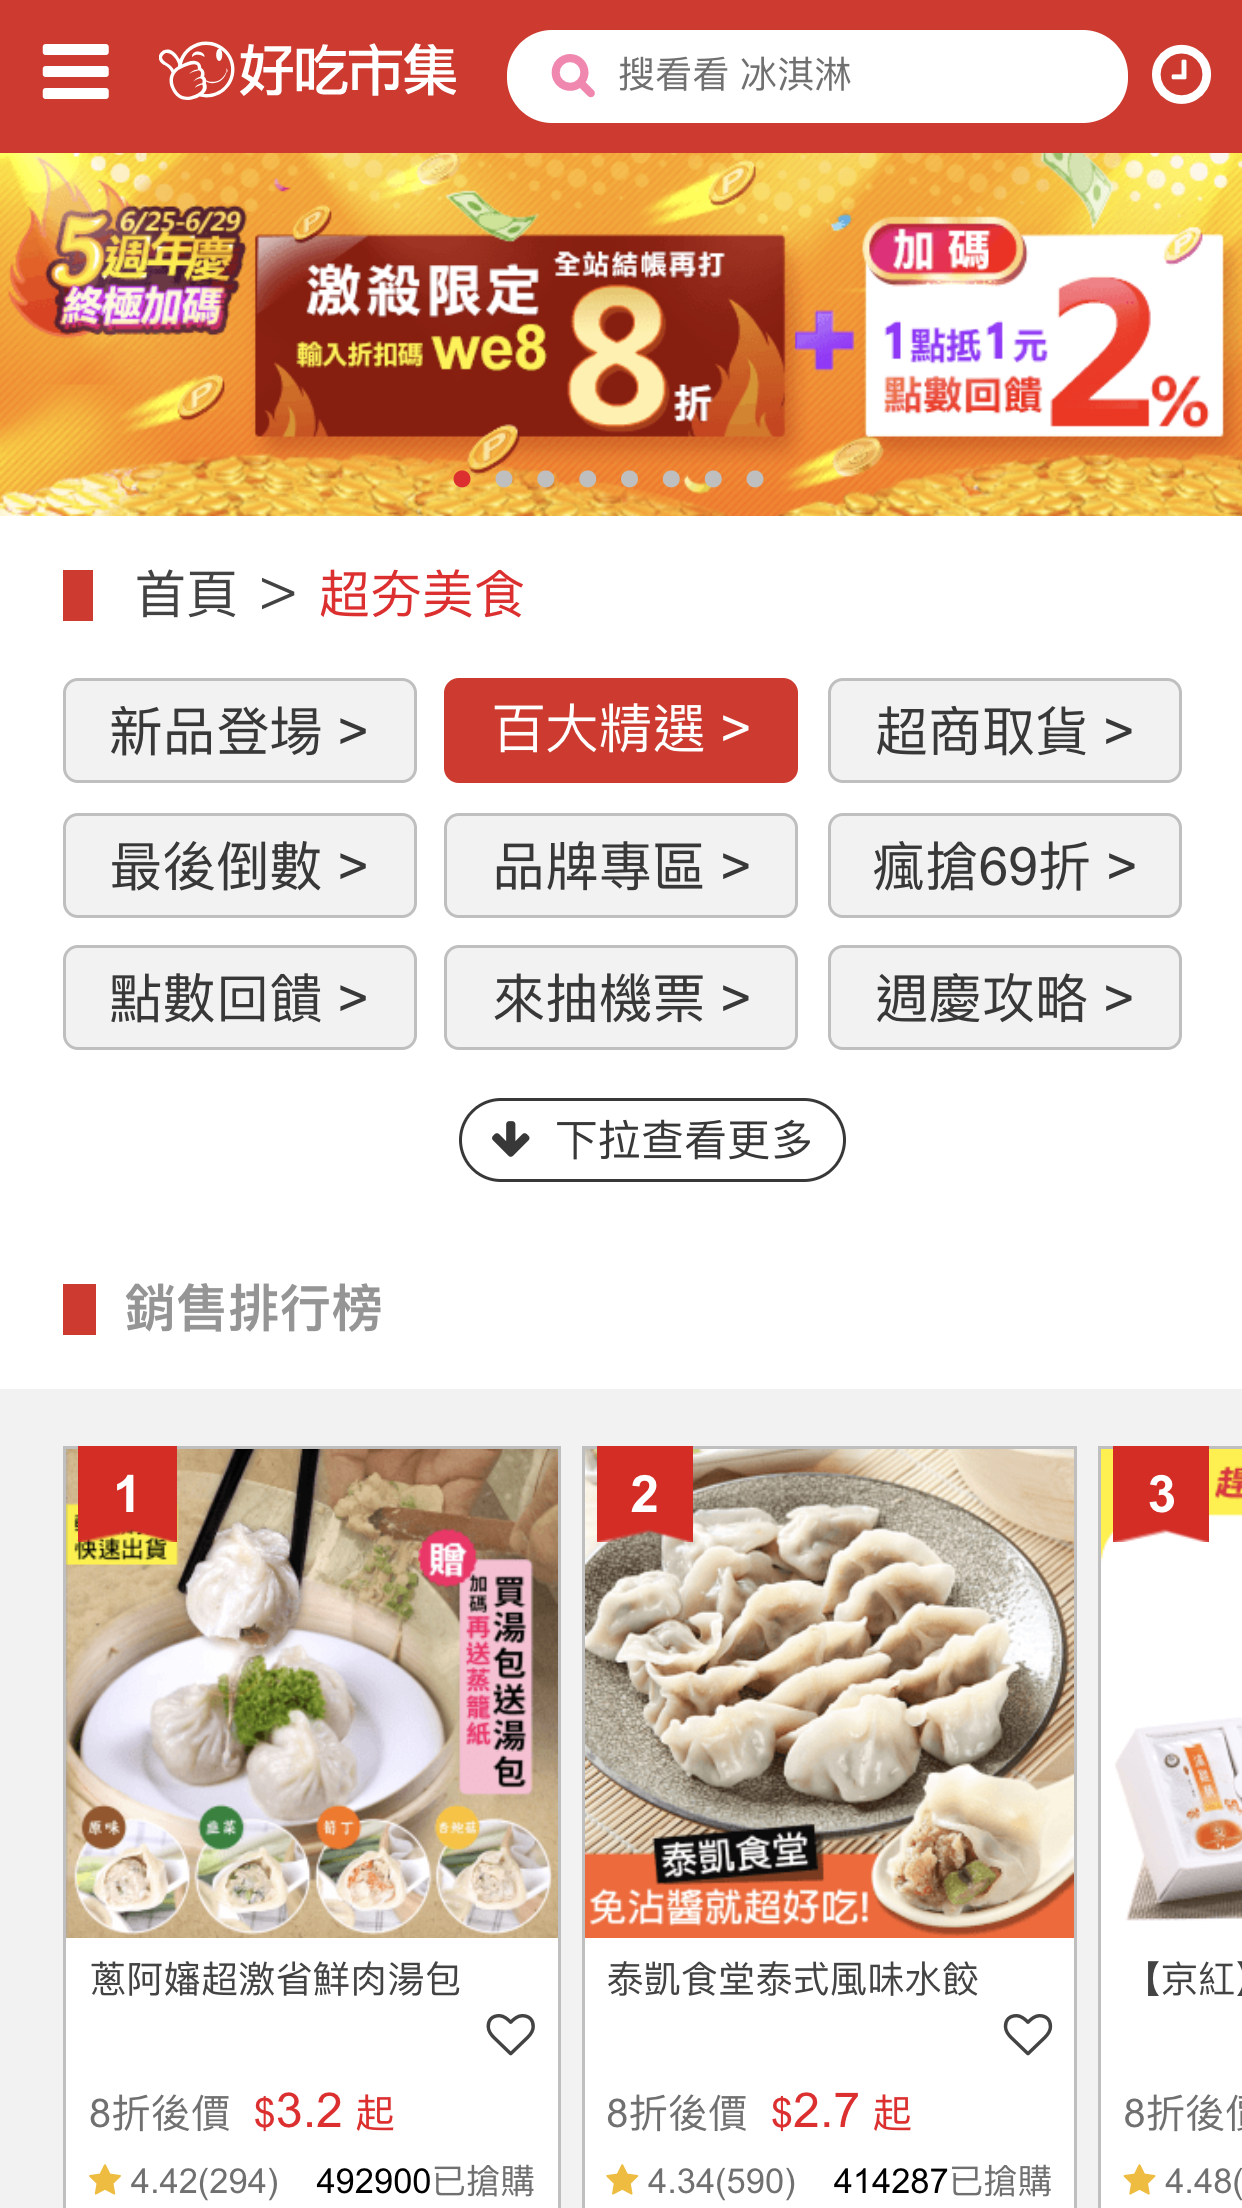 好吃市集
搜看看 冰淇淋
6/25-6/29
5週年慶
終極加碼
激殺限定
輸入折扣碼 we8
全站結帳再打
8折
加碼
1點抵1元
點數回饋 2%
首頁 > 超夯美食
新品登場 >
百大精選 >
超商取貨 >
最後倒數 >
品牌專區 >
瘋搶69折 >
點數回饋 >
來抽機票 >
週慶攻略 >
下拉查看更多
銷售排行榜
1
快速出貨
贈
買湯包送湯包
加碼再送蒸籠紙
原味
韭菜
筍丁
杏鮑菇
蔥阿嬸超激省鮮肉湯包
8折後價 $3.2 起
4.42(294) 492900已搶購
2
泰凱食堂
免沾醬就超好吃!
泰凱食堂泰式風味水餃
8折後價 $2.7 起
4.34(590) 414287已搶購
3
趕
【京紅】
8折後價
4.48(